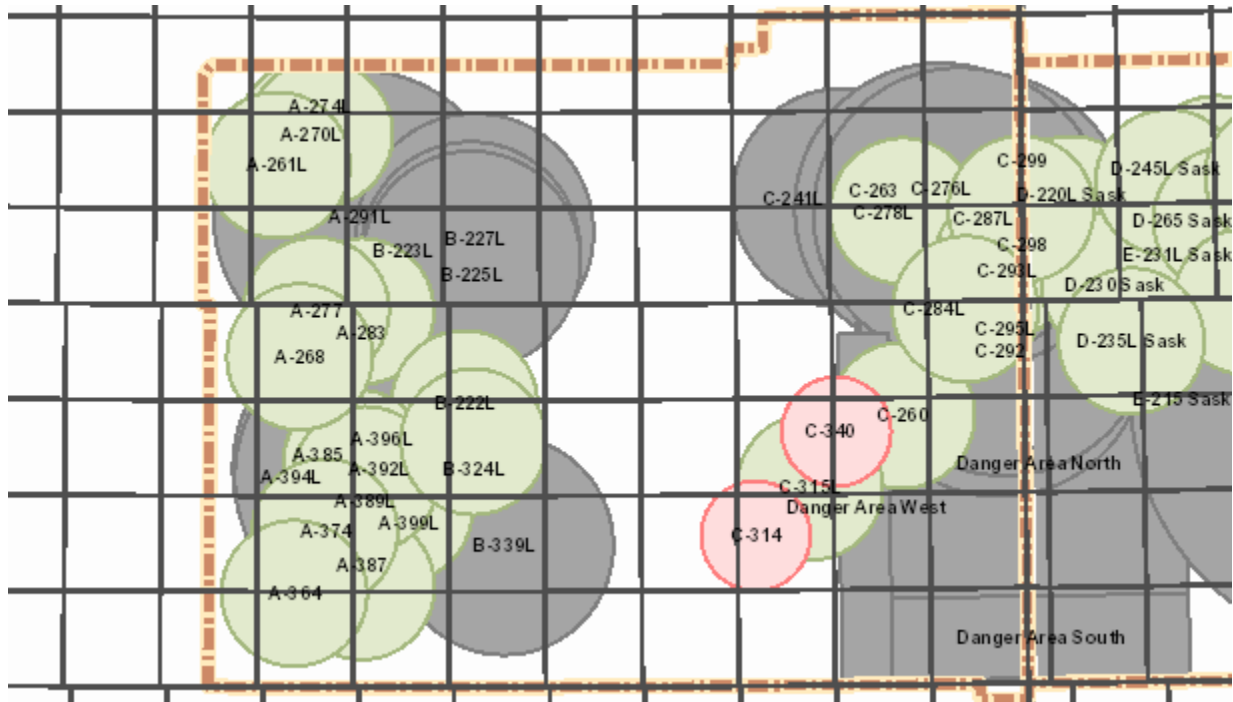 A-274L
A-270L
A-261L
A-291L
B-223L
B-227L
B-225L
A-277
A-283
A-268
B-222L
A-396L
A-385
A-392L
A-394L
B-324L
A-389L
A-374
A-399L
B-339L
A-387
A-364
C-299
C-241L
C-263
C-276L
C-278L
C-287L
C-298
C-293L
C-284L
C-295L
C-292
C-260
C-340
C-315L
C-314
D-245L Sask
D-220L Sask
D-265 Sask
E-231L Sask
D-230 Sask
D-235L Sask
E-215 Sask
Danger Area North
Danger Area West
Danger Area South